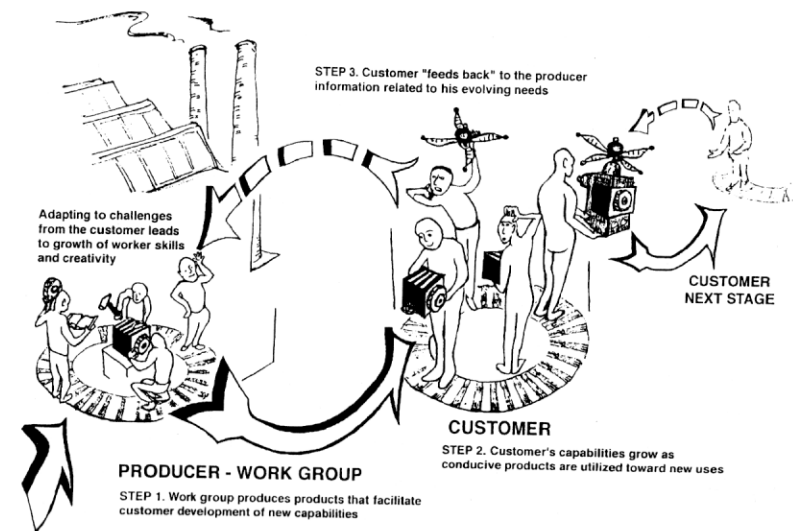 STEP 3. Customer "feeds back" to the producer
information related to his evolving needs
Adapting to challenges
from the customer leads
to growth of worker skills
and creativity
CUSTOMER
NEXT STAGE
CUSTOMER
STEP 2. Customer's capabilities grow as
conducive products are utilized toward new uses
PRODUCER - WORK GROUP
STEP 1. Work group produces products that facilitate
customer development of new capabilities